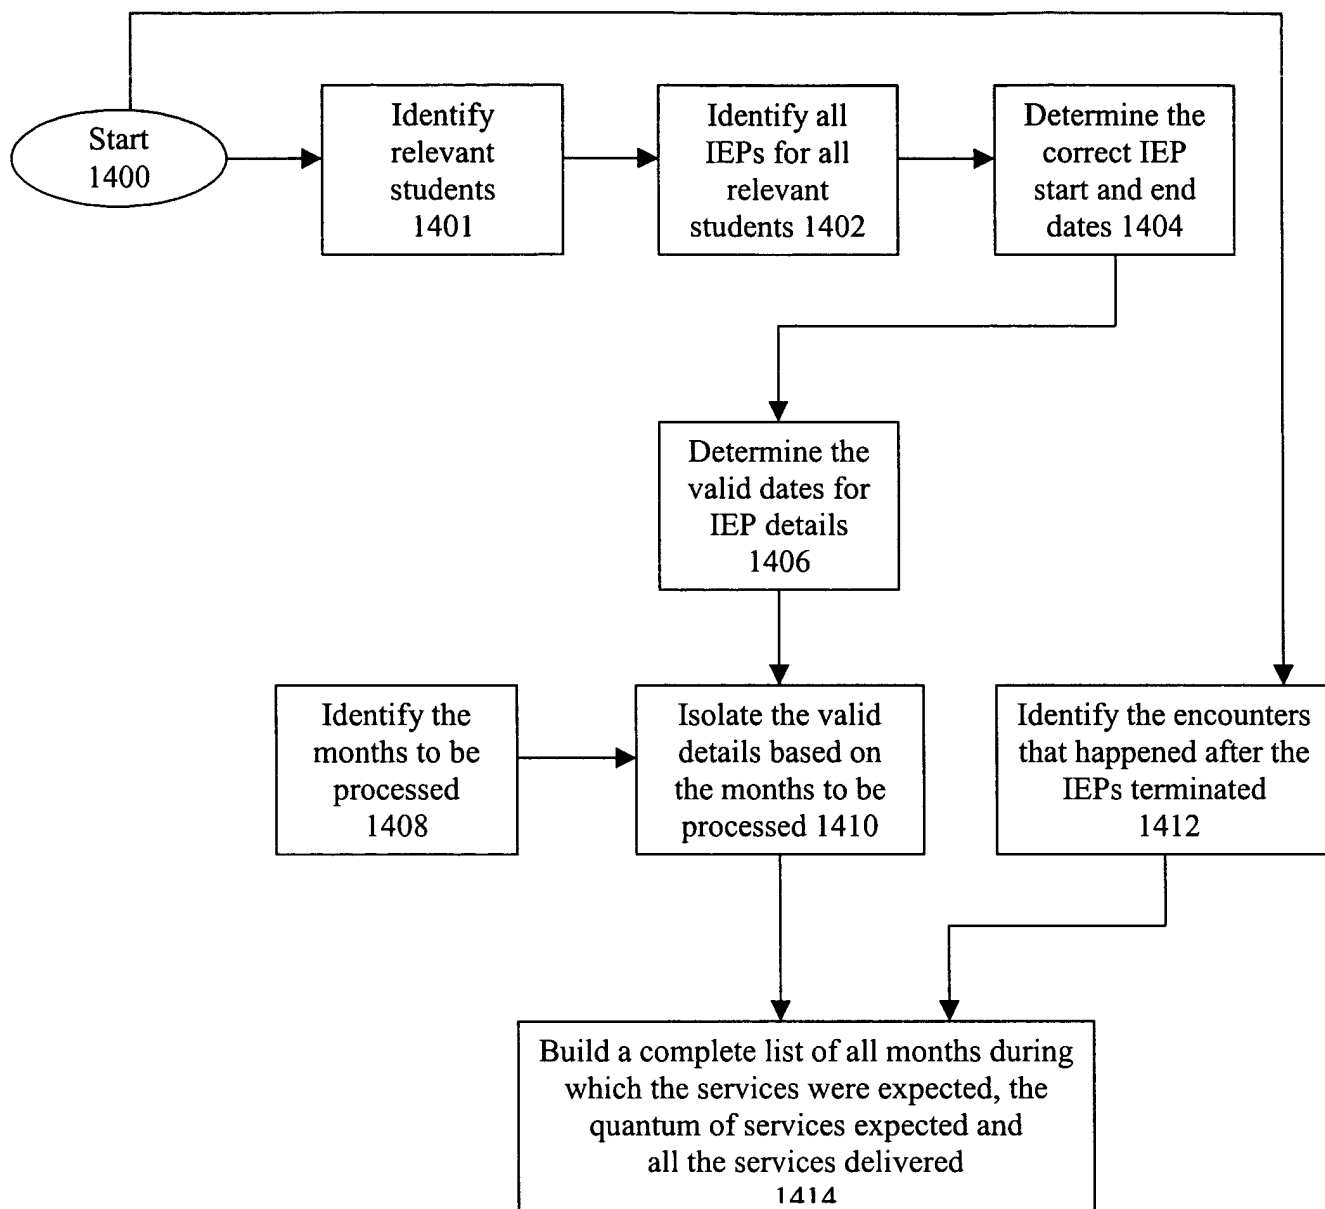 Start
1400
Identify
relevant
students
1401
Identify all
IEPs for all
relevant
students 1402
Determine the
correct IEP
start and end
dates 1404
Determine the
valid dates for
IEP details
1406
Identify the
months to be
processed
1408
Isolate the valid
details based on
the months to be
processed 1410
Identify the encounters
that happened after the
IEPs terminated
1412
Build a complete list of all months during
which the services were expected, the
quantum of services expected and
all the services delivered
1414